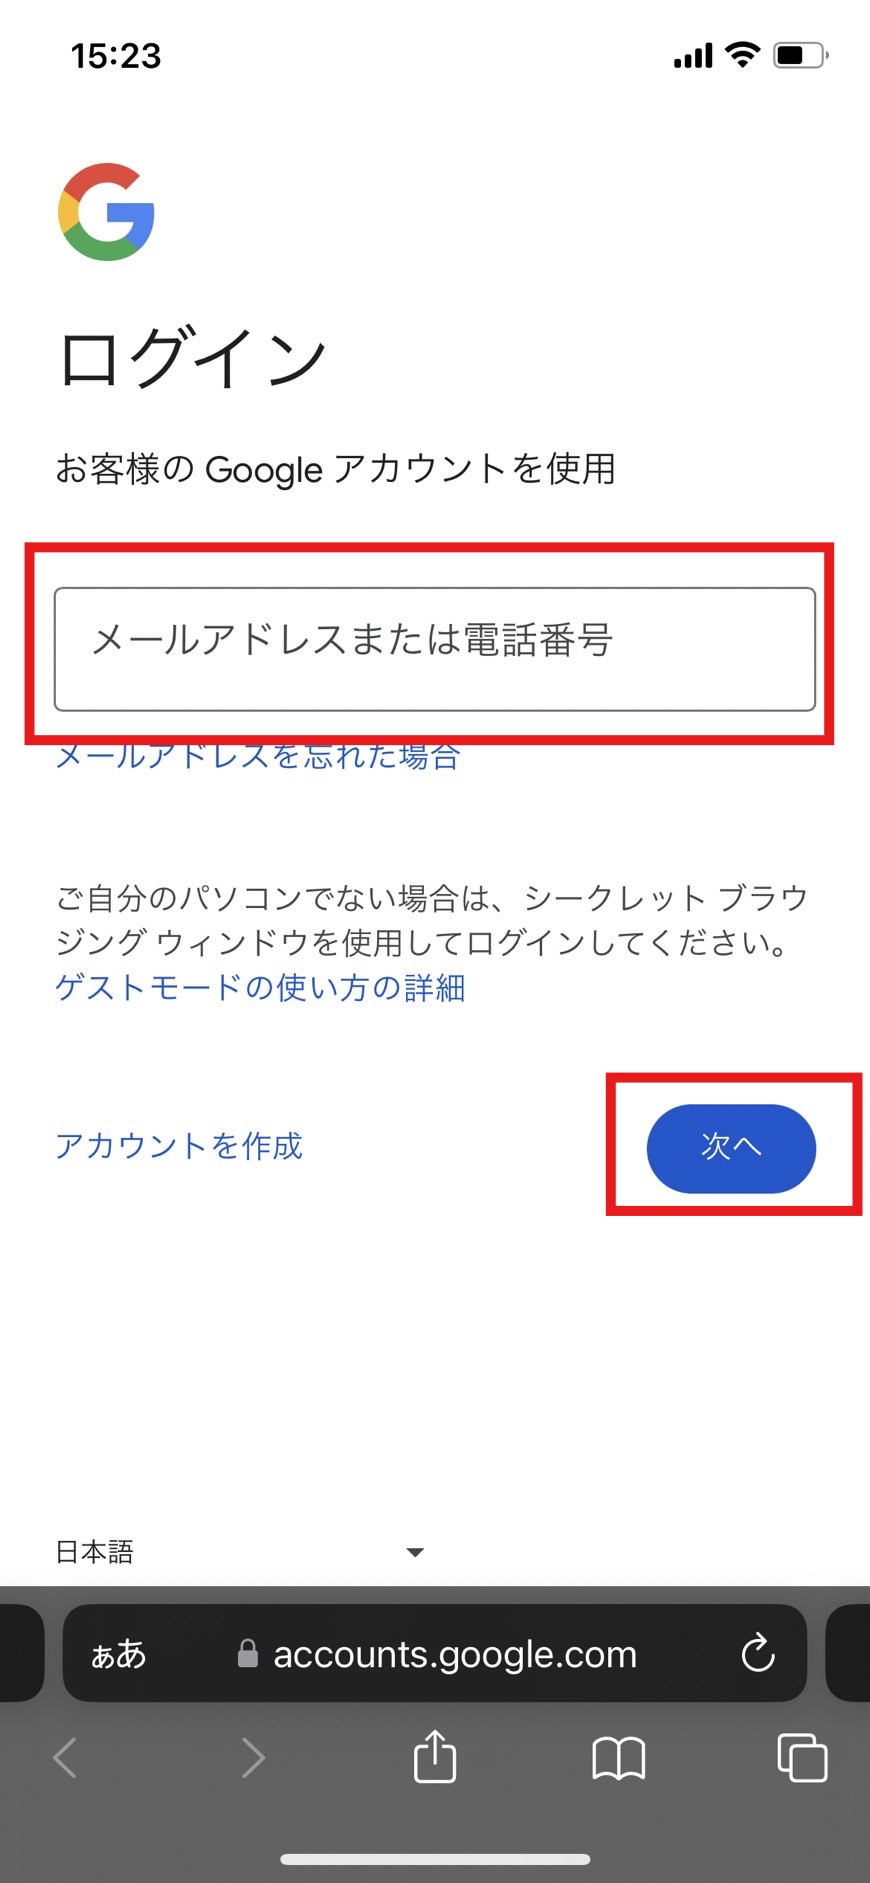 15:23
ログイン
お客様の Google アカウントを使用
メールアドレスまたは電話番号
メールアドレスを忘れた場合
ご自分のパソコンでない場合は、シークレット ブラウ
ジング ウィンドウを使用してログインしてください。
ゲストモードの使い方の詳細
アカウントを作成
次へ
日本語
ぁあ accounts.google.com